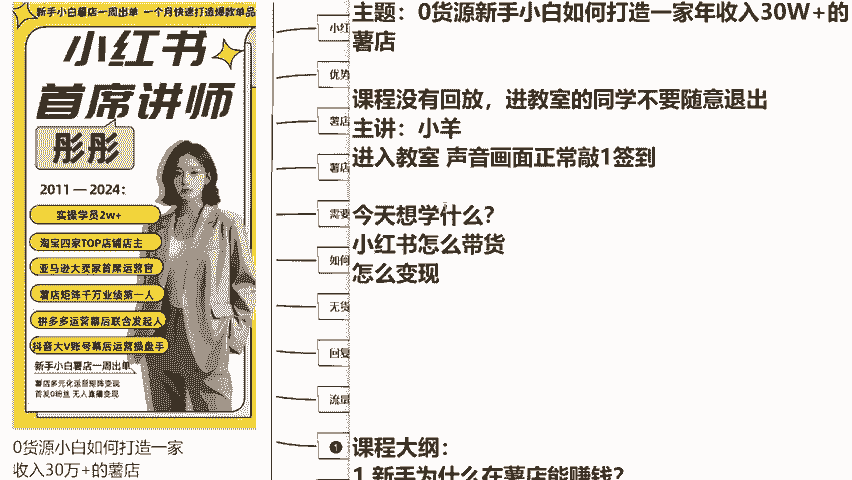 新手小白薯店一周出单 一个月快速打造爆款单品
小红书
首席讲师
彤彤
2011 — 2024：
实操学员2w+
淘宝四家TOP店铺店主
亚马逊大卖家首席运营官
薯店矩阵千万业绩第一人
拼多多运营幕后联合发起人
抖音大V账号幕后运营操盘手
新手小白薯店一周出单
薯店多元化运营矩阵变现
首发0粉丝 无人直播变现
0货源小白如何打造一家
收入30万+的薯店
小红
优势
薯店
薯店
需要
如何
无货
回复
流量
1
主题：0货源新手小白如何打造一家年收入30W+的
薯店
课程没有回放，进教室的同学不要随意退出
主讲：小羊
进入教室 声音画面正常敲1签到
今天想学什么？
小红书怎么带货
怎么变现
课程大纲：
1.新手为什么在薯店能赚钱？